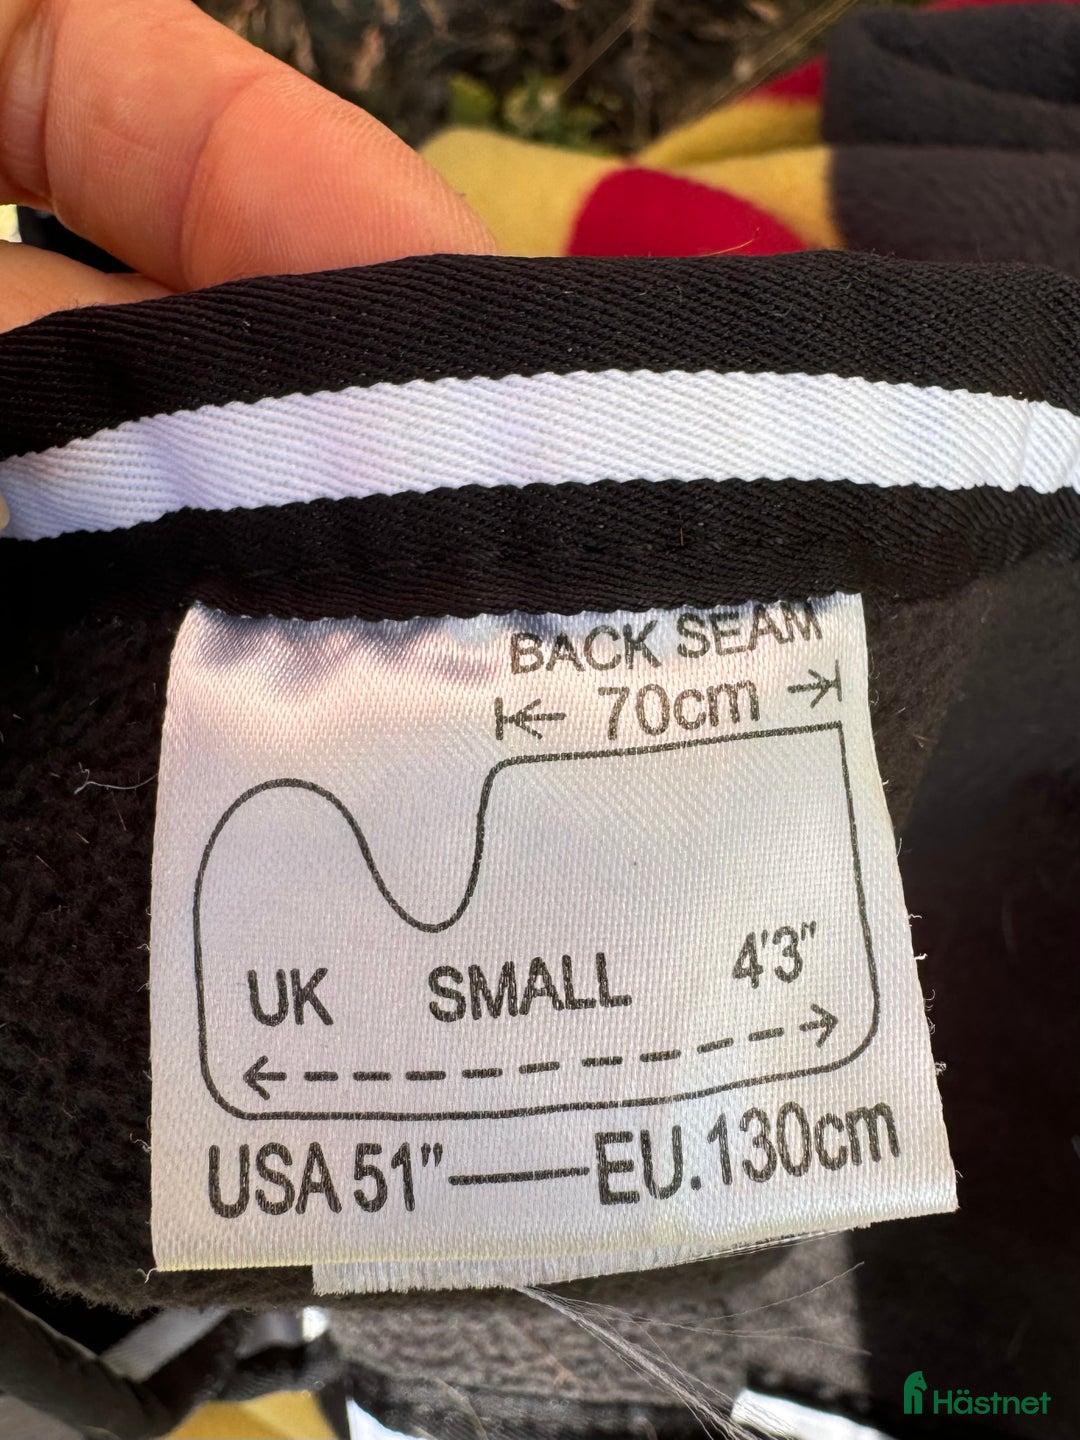 BACK SEAM
70cm
UK SMALL 4'3"
USA 51" EU.130cm
Hästnet